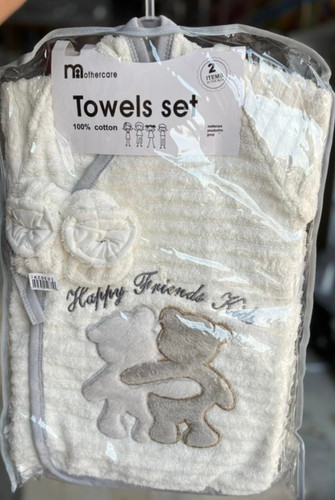 mothercare
2
ITEMS
Towels set
100% cotton
Happy Friends Kids